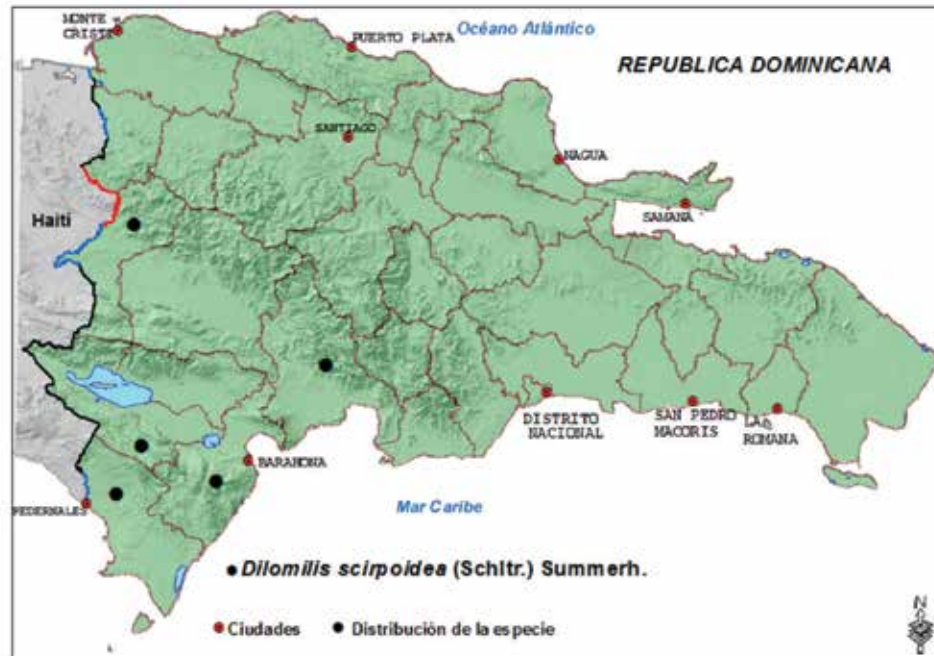 MONTE
CRISTI
PUERTO PLATA
Océano Atlántico
REPUBLICA DOMINICANA
SANTIAGO
NAGUA
SAMANA
Haití
DISTRITO
NACIONAL
SAN PEDRO
MACORIS
LA
ROMANA
BARAHONA
PEDERNALES
Mar Caribe
Dilomilis scirpoidea (Schltr.) Summerh.
Ciudades
Distribución de la especie
N